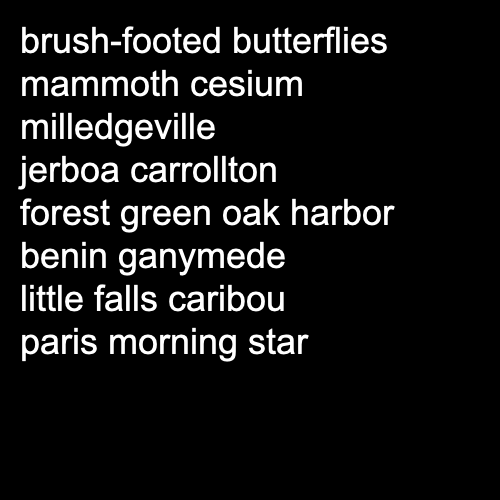 brush-footed butterflies
mammoth cesium
milledgeville
jerboa carrollton
forest green oak harbor
benin ganymede
little falls caribou
paris morning star